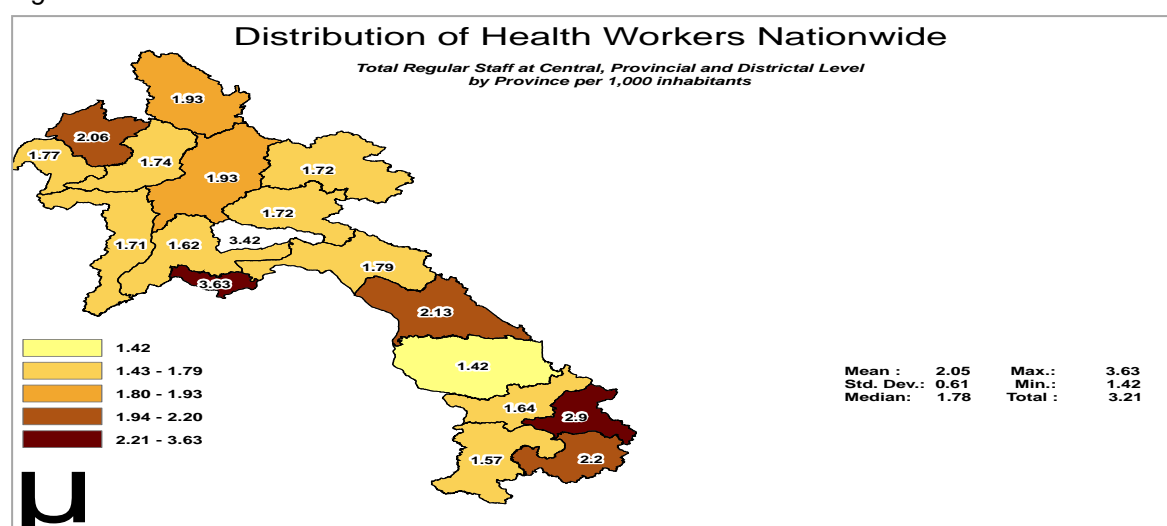 Distribution of Health Workers Nationwide
Total Regular Staff at Central, Provincial and Districtal Level
by Province per 1,000 inhabitants
1.93
2.06
1.77
1.74
1.93
1.72
1.72
1.71
1.62
3.42
1.79
3.63
2.13
1.42
1.64
2.9
1.57
2.2
1.42
1.43 - 1.79
1.80 - 1.93
1.94 - 2.20
2.21 - 3.63
Mean : 2.05 Max.: 3.63
Std. Dev.: 0.61 Min.: 1.42
Median: 1.78 Total : 3.21
µ